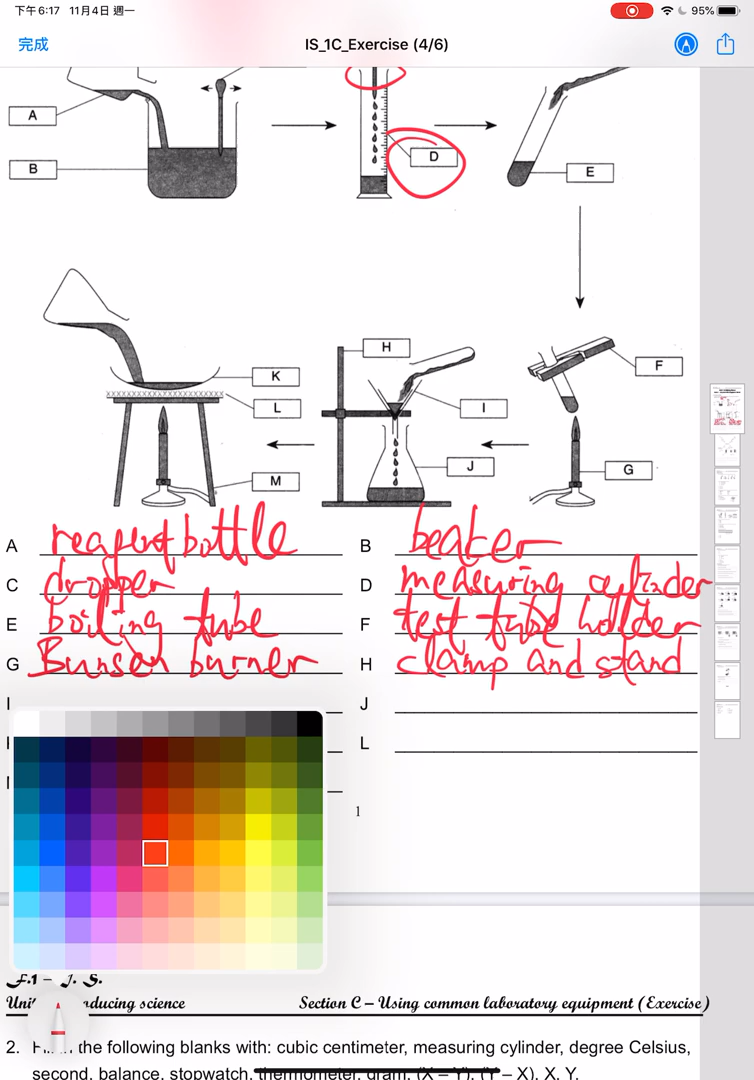 下午6:17 11月4日 週一
95%
完成
IS_1C_Exercise (4/6)
A
B
D
E
H
F
K
L
I
J
G
M
A reagent bottle B beaker
C dropper D measuring cylinder
E boiling tube F test tube holder
G Bunsen burner H clamp and stand
I J
L
1
F.1 – I. S.
Section C – Using common laboratory equipment (Exercise)
2. the following blanks with: cubic centimeter, measuring cylinder, degree Celsius,
second, balance, stopwatch, thermometer, gram, (X – Y), (Y – X), X, Y.